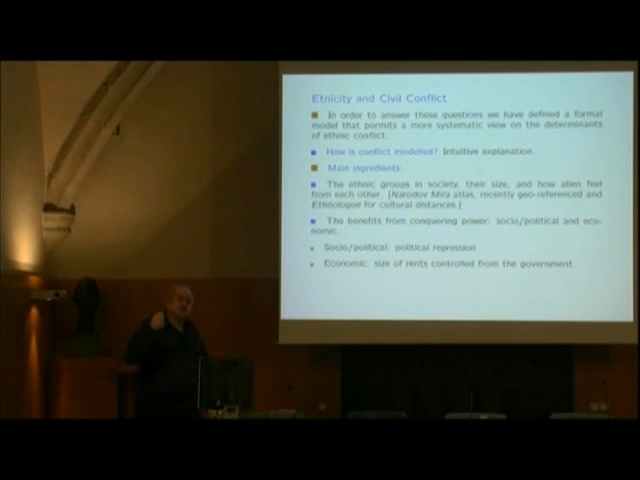 Etnicity and Civil Conflict
In order to answer these questions we have defined a formal
model that permits a more systematic view on the determinants
of ethnic conflict.
How is conflict modelled? Intuitive explanation.
Main ingredients:
The ethnic groups in society, their size, and how alien feel
from each other. [Narodov Mira atlas, recently geo-referenced and
Ethnologue for cultural distances.]
The benefits from conquering power: socio/political and eco-
nomic.
Socio/political: political repression
Economic: size of rents controlled from the government.